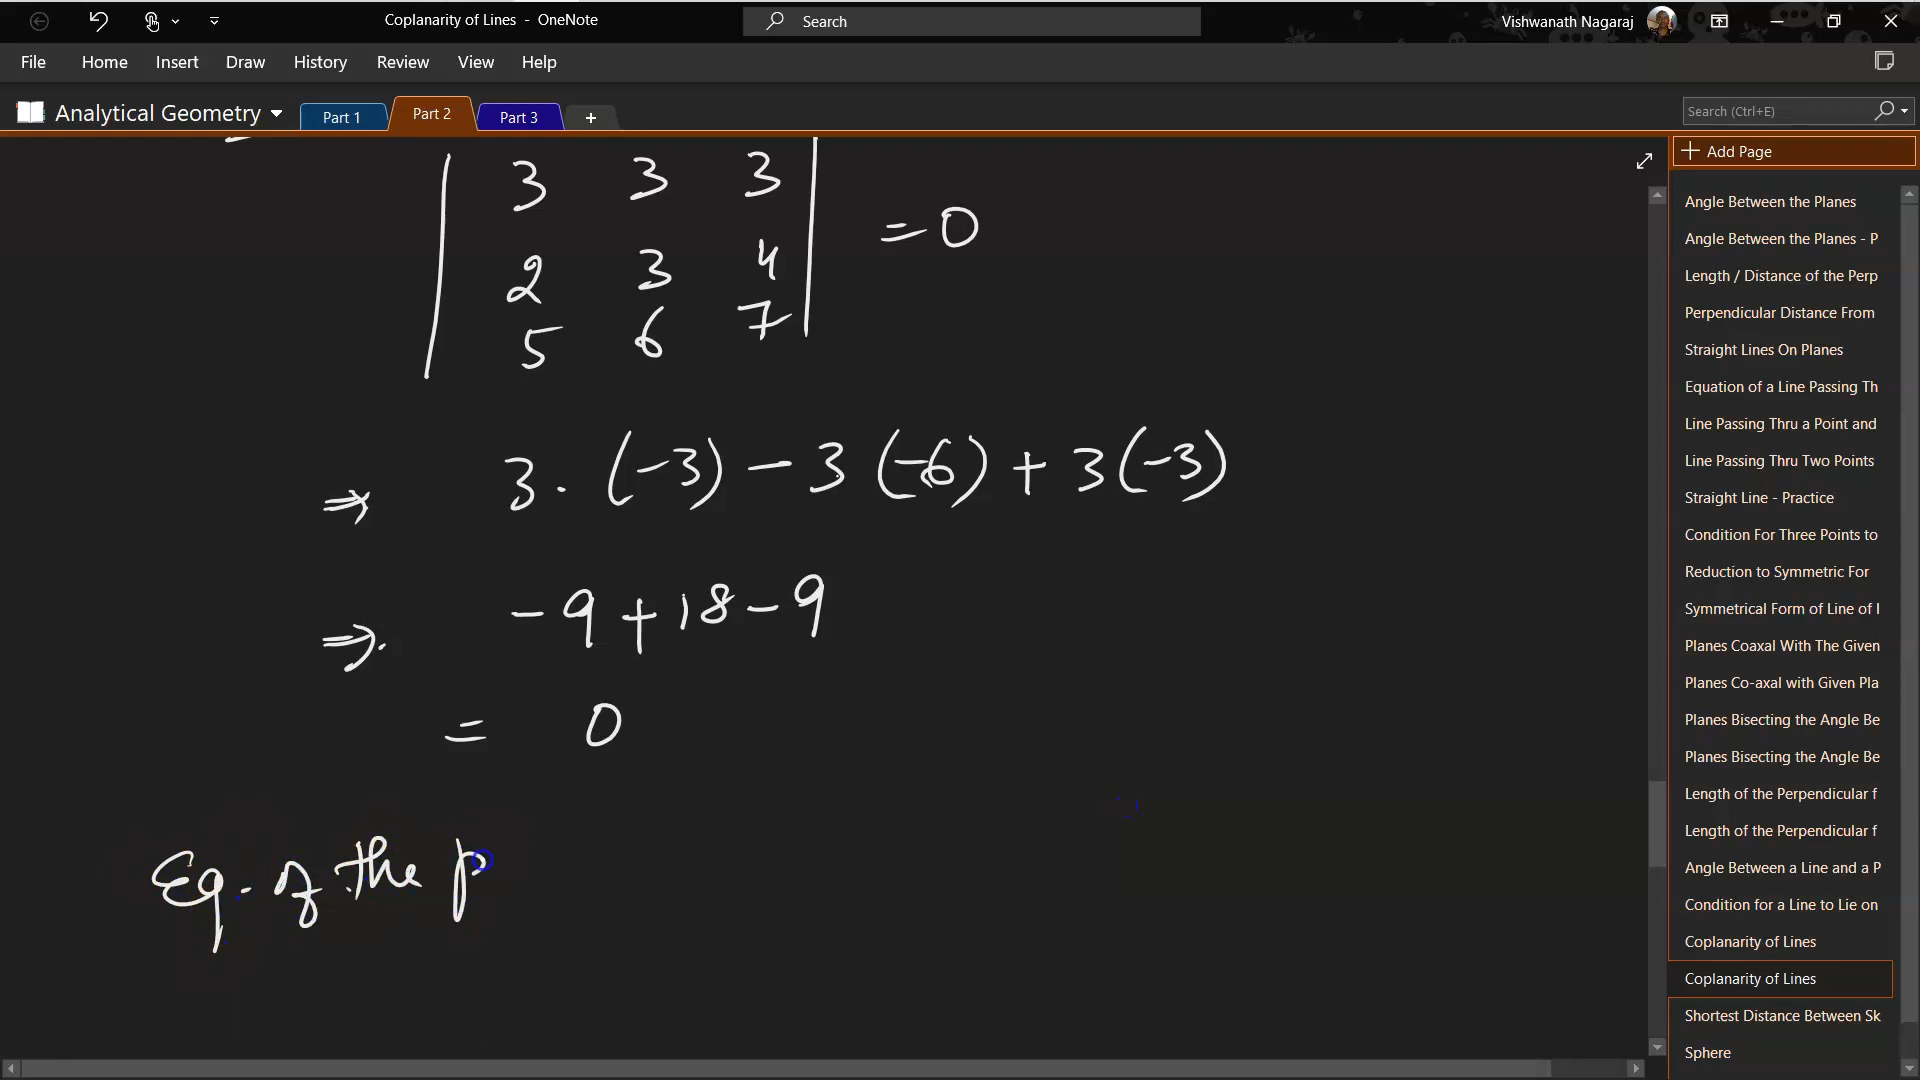 Coplanarity of Lines - OneNote
Search
Vishwanath Nagaraj
File Home Insert Draw History Review View Help
Analytical Geometry
Part 1
Part 2
Part 3
+
Search (Ctrl+E)
3 3 3
2 3 4
5 6 7
= 0
⇒ 3 . (-3) - 3 (-6) + 3 (-3)
⇒. - 9 + 18 - 9
= 0
Eq. of the p
Add Page
Angle Between the Planes
Angle Between the Planes - P
Length / Distance of the Perp
Perpendicular Distance From
Straight Lines On Planes
Equation of a Line Passing Th
Line Passing Thru a Point and
Line Passing Thru Two Points
Straight Line - Practice
Condition For Three Points to
Reduction to Symmetric For
Symmetrical Form of Line of I
Planes Coaxal With The Given
Planes Co-axal with Given Pla
Planes Bisecting the Angle Be
Planes Bisecting the Angle Be
Length of the Perpendicular f
Length of the Perpendicular f
Angle Between a Line and a P
Condition for a Line to Lie on
Coplanarity of Lines
Coplanarity of Lines
Shortest Distance Between Sk
Sphere